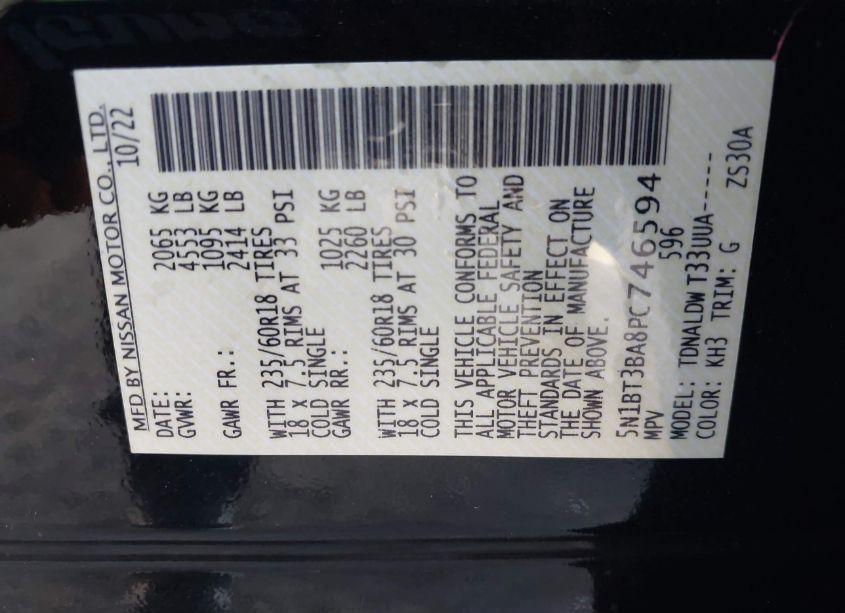 MFD BY NISSAN MOTOR CO., LTD.
DATE: 10/22
GVWR: 2065 KG
4553 LB
GAWR FR.: 1095 KG
2414 LB
WITH 235/60R18 TIRES
18 X 7.5 RIMS AT 33 PSI
COLD SINGLE
GAWR RR.: 1025 KG
2260 LB
WITH 235/60R18 TIRES
18 X 7.5 RIMS AT 30 PSI
COLD SINGLE
THIS VEHICLE CONFORMS TO
ALL APPLICABLE FEDERAL
MOTOR VEHICLE SAFETY AND
THEFT PREVENTION
STANDARDS IN EFFECT ON
THE DATE OF MANUFACTURE
SHOWN ABOVE.
5N1BT3BA8PC746594
MPV 596
MODEL: TDNALDWT33UUA-----
COLOR: KH3 TRIM: G ZS30A